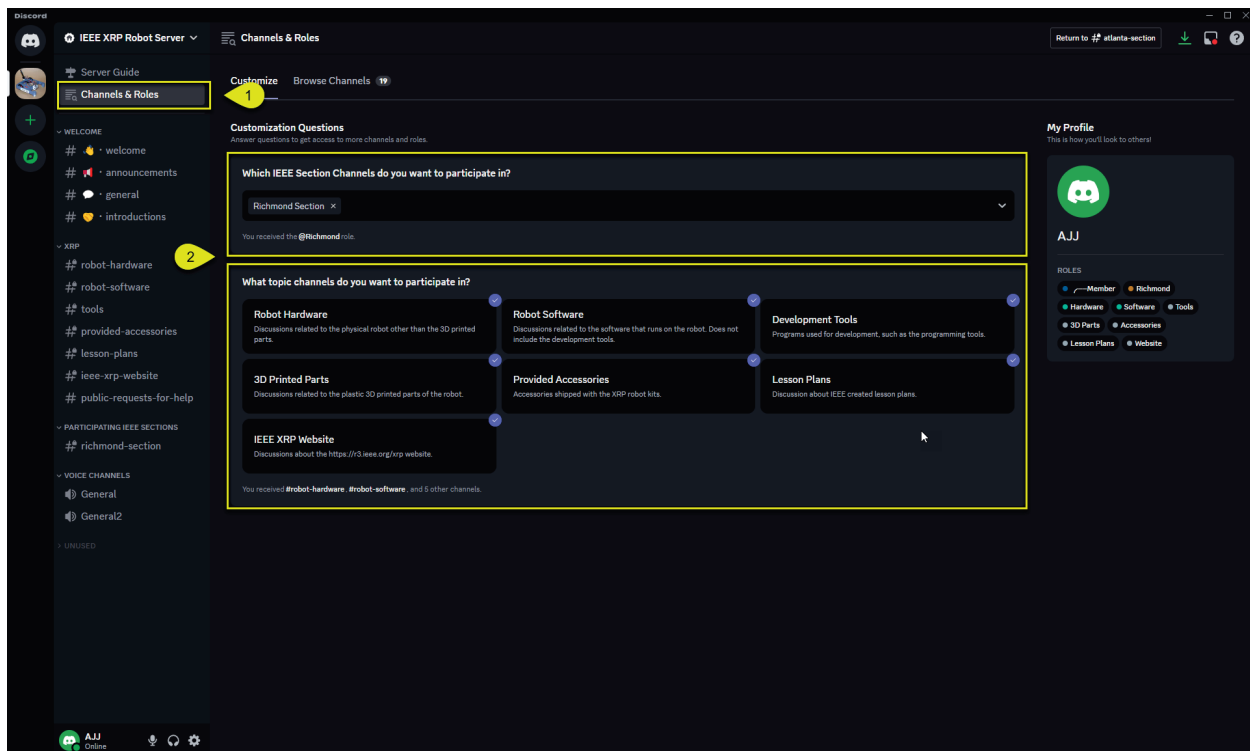 Discord
IEEE XRP Robot Server
Channels & Roles
Return to # atlanta-section
Server Guide
Channels & Roles
1
Customize
Browse Channels 19
WELCOME
# 👋 · welcome
# 📢 · announcements
# 💬 · general
# 🤝 · introductions
XRP
# robot-hardware
# robot-software
# tools
# provided-accessories
# lesson-plans
# ieee-xrp-website
# public-requests-for-help
PARTICIPATING IEEE SECTIONS
# richmond-section
VOICE CHANNELS
General
General2
UNUSED
Customization Questions
Answer questions to get access to more channels and roles.
2
Which IEEE Section Channels do you want to participate in?
Richmond Section ×
You received the @Richmond role.
What topic channels do you want to participate in?
Robot Hardware
Discussions related to the physical robot other than the 3D printed
parts.
Robot Software
Discussions related to the software that runs on the robot. Does not
include the development tools.
Development Tools
Programs used for development, such as the programming tools.
3D Printed Parts
Discussions related to the plastic 3D printed parts of the robot.
Provided Accessories
Accessories shipped with the XRP robot kits.
Lesson Plans
Discussion about IEEE created lesson plans.
IEEE XRP Website
Discussions about the https://r3.ieee.org/xrp website.
You received #robot-hardware, #robot-software, and 5 other channels.
My Profile
This is how you'll look to others!
AJJ
ROLES
Member
Richmond
Hardware
Software
Tools
3D Parts
Accessories
Lesson Plans
Website
AJJ
Online